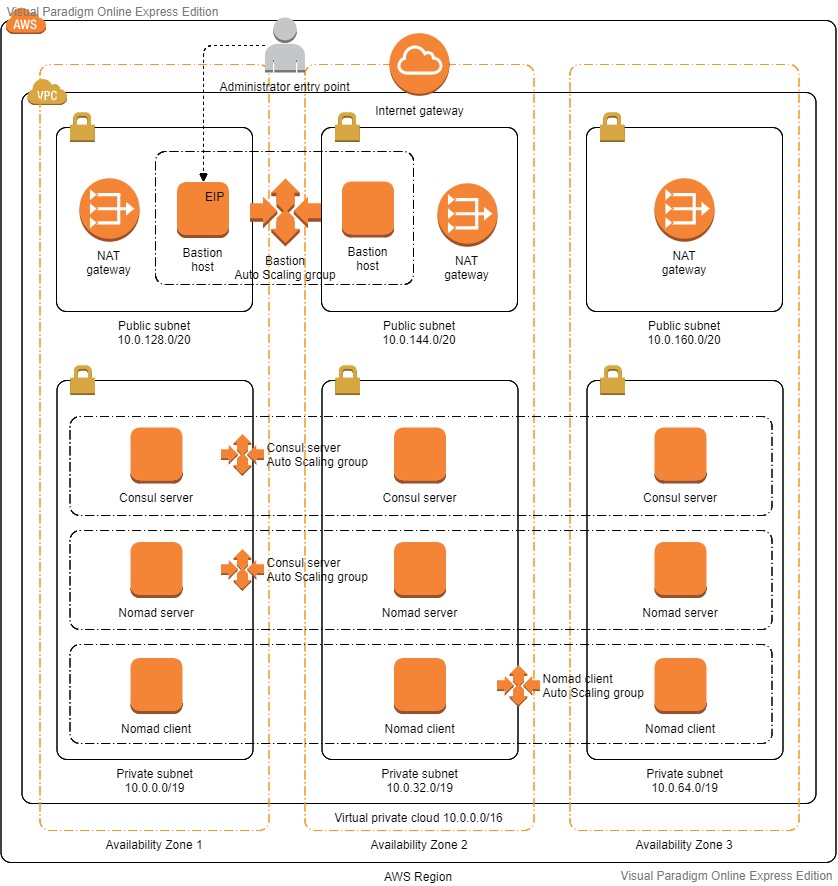 Visual Paradigm Online Express Edition
AWS
Administrator entry point
Internet gateway
VPC
EIP
NAT
gateway
Bastion
host
Bastion
Auto Scaling group
Bastion
host
NAT
gateway
NAT
gateway
Public subnet
10.0.128.0/20
Public subnet
10.0.144.0/20
Public subnet
10.0.160.0/20
Consul server
Auto Scaling group
Consul server
Consul server
Consul server
Consul server
Auto Scaling group
Nomad server
Nomad server
Nomad server
Nomad client
Auto Scaling group
Nomad client
Nomad client
Nomad client
Private subnet
10.0.0.0/19
Private subnet
10.0.32.0/19
Private subnet
10.0.64.0/19
Virtual private cloud 10.0.0.0/16
Availability Zone 1
Availability Zone 2
Availability Zone 3
AWS Region
Visual Paradigm Online Express Edition